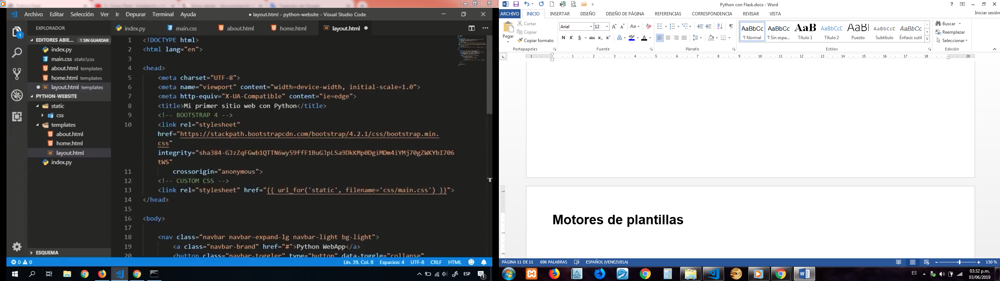 Archivo Editar Selección Ver Ir Depurar Terminal Ayuda
● layout.html - python-website - Visual Studio Code
EXPLORADOR
index.py main.css about.html home.html layout.html
EDITORES ABIE... 1 SIN GUARDAR
index.py
main.css static\css
about.html templates
home.html templates
layout.html templates
PYTHON-WEBSITE
static
css
templates
about.html
home.html
layout.html
index.py
ESQUEMA
1 <!DOCTYPE html>
2 <html lang="en">
3
4 <head>
5 <meta charset="UTF-8">
6 <meta name="viewport" content="width=device-width, initial-scale=1.0">
7 <meta http-equiv="X-UA-Compatible" content="ie=edge">
8 <title>Mi primer sitio web con Python</title>
9 <!-- BOOTSTRAP 4 -->
10 <link rel="stylesheet"
href="https://stackpath.bootstrapcdn.com/bootstrap/4.2.1/css/bootstrap.min.
css"
integrity="sha384-GJzZqFGwb1QTTN6wy59ffF1BuGJpLSa9DkKMp0DgiMDm4iYMj70gZWKYbI706
tWS"
11 crossorigin="anonymous">
12 <!-- CUSTOM CSS -->
13 <link rel="stylesheet" href="{{ url_for('static', filename='css/main.css') }}">
14 </head>
15
16 <body>
17
18 <nav class="navbar navbar-expand-lg navbar-light bg-light">
19 <a class="navbar-brand" href="#">Python WebApp</a>
20 <button class="navbar-toggler" type="button" data-toggle="collapse"
0 0
Lín. 39, Col. 8 Espacios: 4 UTF-8 CRLF HTML
ESP
Python con Flask.docx - Word
ARCHIVO INICIO INSERTAR DISEÑO DISEÑO DE PÁGINA REFERENCIAS CORRESPONDENCIA REVISAR VISTA
Iniciar sesión
Pegar
Cortar
Copiar
Copiar formato
Portapapeles
Arial 12
N K S abc x₂ x² A A
Fuente
Párrafo
AaBbCc AaBbCc AaB AaBbCcC AaBl AaBbCcC AaBbCc
¶ Normal ¶ Sin espa... Título 1 Título 2 Puesto Subtítulo Énfasis sutil
Estilos
Buscar
Reemplazar
Seleccionar
Edición
1 1 2 3 4 5 6 7 8 9 10 11 12 13 14 15 16 17 18 20
Motores de plantillas
PÁGINA 11 DE 11 696 PALABRAS ESPAÑOL (VENEZUELA)
150 %
2011
ES
03:32 p.m.
03/06/2019